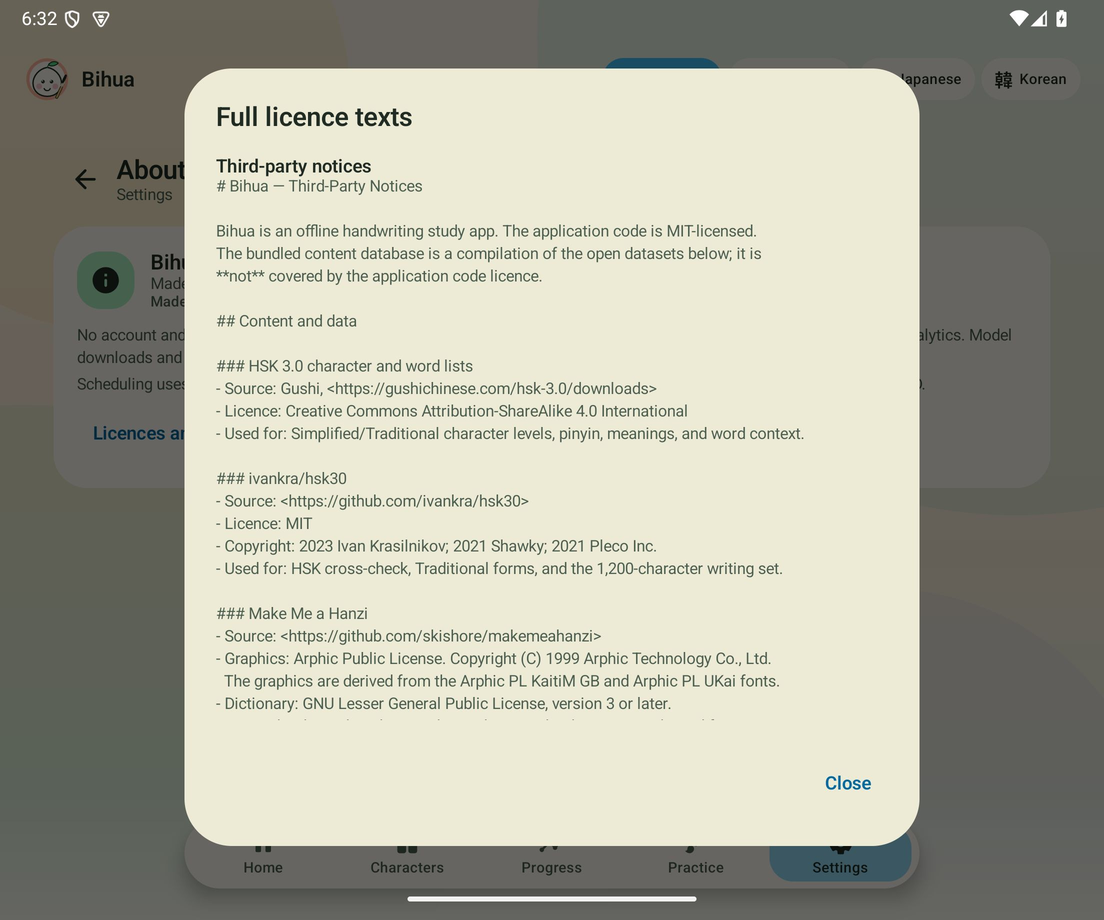 6:32
Bihua
Japanese
韓 Korean
About
Settings
Full licence texts
Third-party notices
# Bihua — Third-Party Notices
Bihua is an offline handwriting study app. The application code is MIT-licensed.
The bundled content database is a compilation of the open datasets below; it is
**not** covered by the application code licence.
## Content and data
### HSK 3.0 character and word lists
- Source: Gushi, <https://gushichinese.com/hsk-3.0/downloads>
- Licence: Creative Commons Attribution-ShareAlike 4.0 International
- Used for: Simplified/Traditional character levels, pinyin, meanings, and word context.
### ivankra/hsk30
- Source: <https://github.com/ivankra/hsk30>
- Licence: MIT
- Copyright: 2023 Ivan Krasilnikov; 2021 Shawky; 2021 Pleco Inc.
- Used for: HSK cross-check, Traditional forms, and the 1,200-character writing set.
### Make Me a Hanzi
- Source: <https://github.com/skishore/makemeahanzi>
- Graphics: Arphic Public License. Copyright (C) 1999 Arphic Technology Co., Ltd.
The graphics are derived from the Arphic PL KaitiM GB and Arphic PL UKai fonts.
- Dictionary: GNU Lesser General Public License, version 3 or later.
Close
Made
Made
No account and
Model
downloads and
Scheduling uses
Licences
Home
Characters
Progress
Practice
Settings